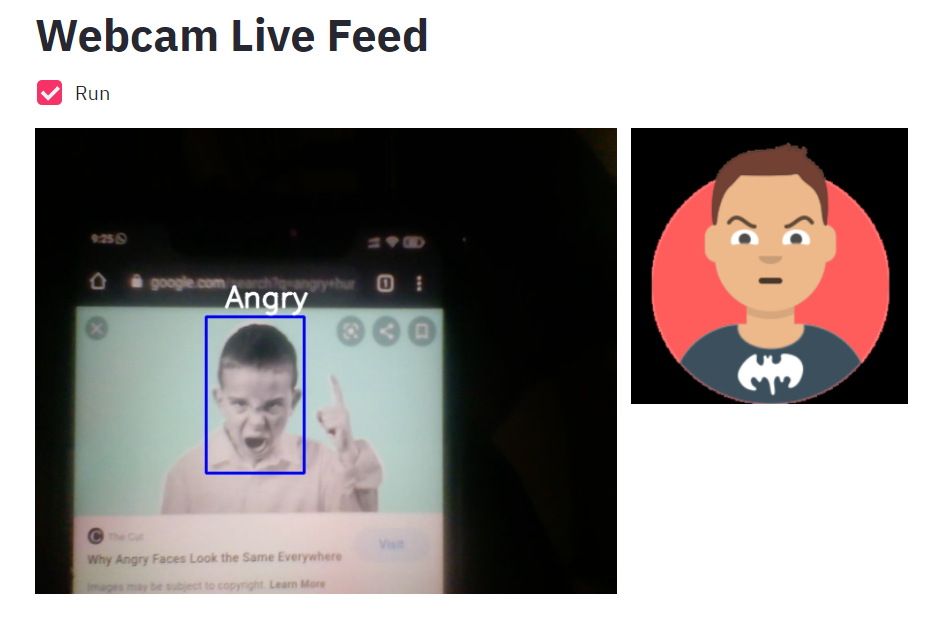 Webcam Live Feed
Run
9:25
google.com/search?q=angry+hur
1
Angry
The Cut
Why Angry Faces Look the Same Everywhere
Visit
Images may be subject to copyright. Learn More